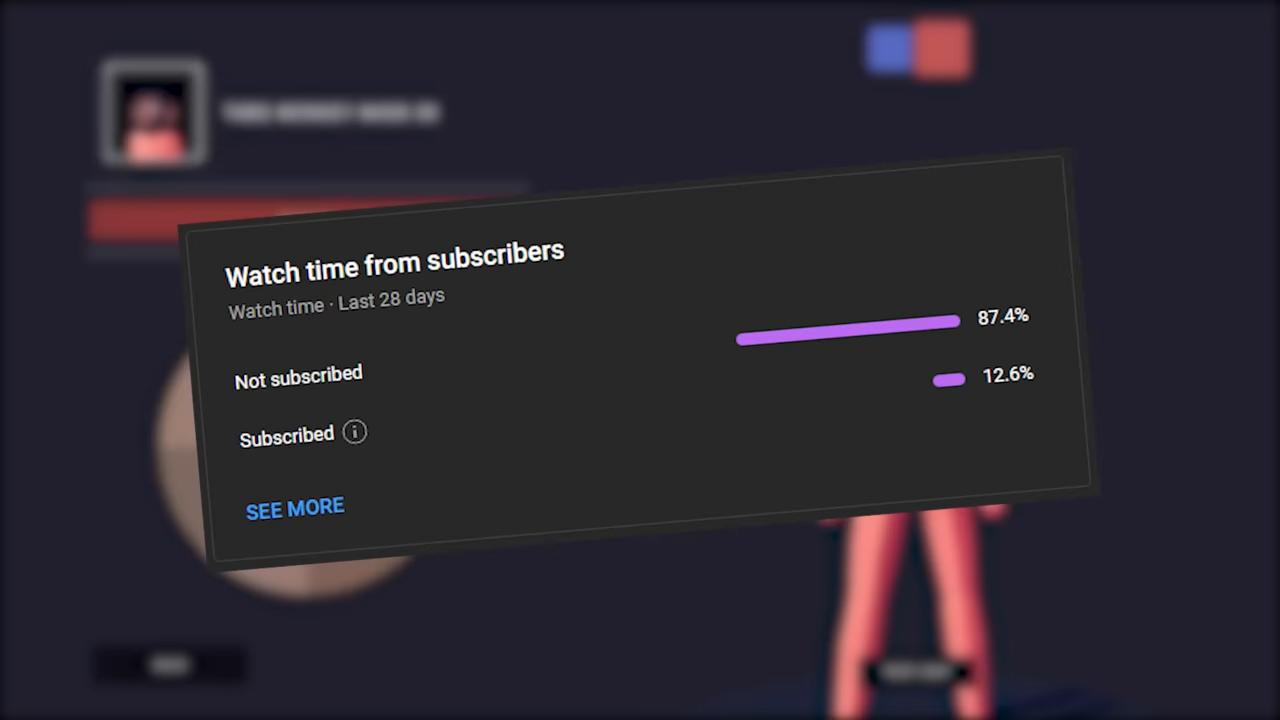 Watch time from subscribers
Watch time · Last 28 days
Not subscribed 87.4%
Subscribed 12.6%
SEE MORE